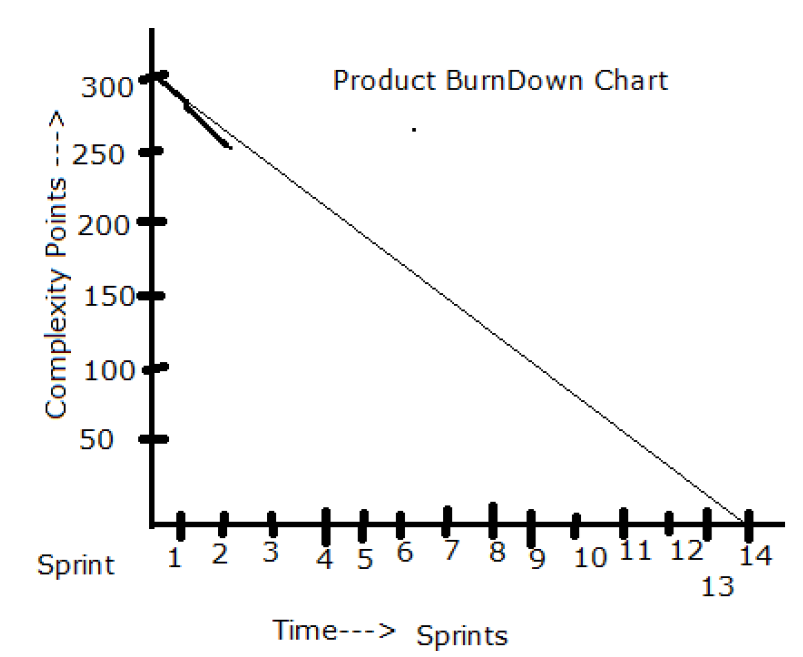 Product BurnDown Chart
Complexity Points --->
300
250
200
150
100
50
Sprint
1 2 3 4 5 6 7 8 9 10 11 12 13 14
Time---> Sprints